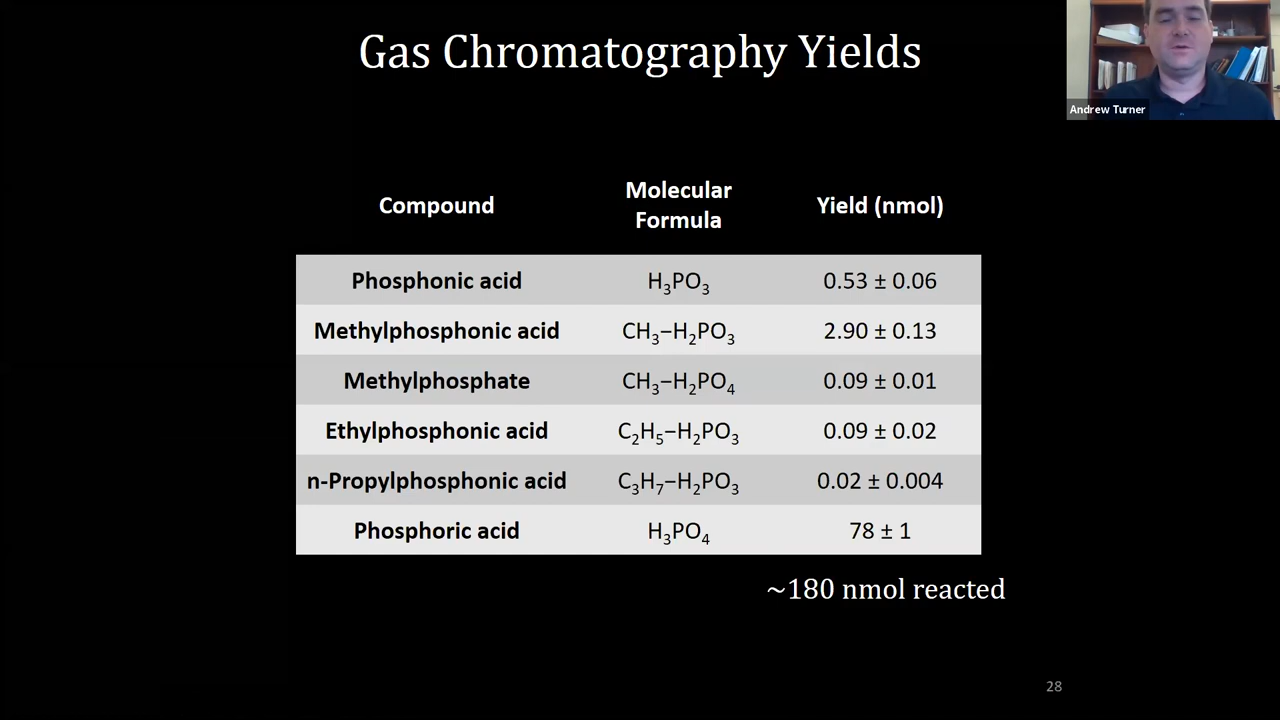 Gas Chromatography Yields
Andrew Turner
Compound Molecular Formula Yield (nmol)
Phosphonic acid H₃PO₃ 0.53 ± 0.06
Methylphosphonic acid CH₃−H₂PO₃ 2.90 ± 0.13
Methylphosphate CH₃−H₂PO₄ 0.09 ± 0.01
Ethylphosphonic acid C₂H₅−H₂PO₃ 0.09 ± 0.02
n-Propylphosphonic acid C₃H₇−H₂PO₃ 0.02 ± 0.004
Phosphoric acid H₃PO₄ 78 ± 1
~180 nmol reacted
28